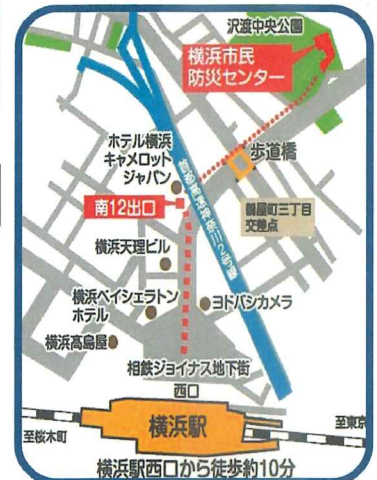 沢渡中央公園
横浜市民
防災センター
ホテル横浜
キャメロット
ジャパン
歩道橋
首都高速神奈川2号線
南12出口
鶴屋町三丁目
交差点
横浜天理ビル
横浜ベイシェラトン
ホテル
ヨドバシカメラ
横浜高島屋
相鉄ジョイナス地下街
西口
横浜駅
至桜木町
至東京
横浜駅西口から徒歩約10分